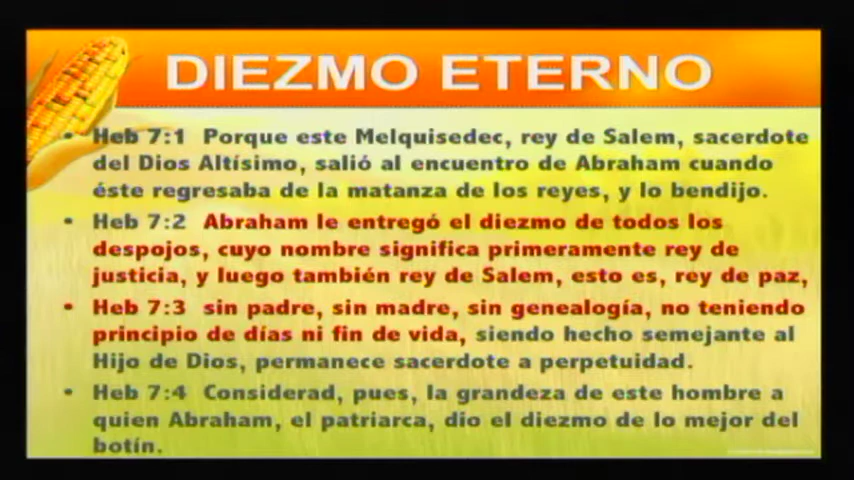 DIEZMO ETERNO
• Heb 7:1 Porque este Melquisedec, rey de Salem, sacerdote
del Dios Altísimo, salió al encuentro de Abraham cuando
éste regresaba de la matanza de los reyes, y lo bendijo.
• Heb 7:2 Abraham le entregó el diezmo de todos los
despojos, cuyo nombre significa primeramente rey de
justicia, y luego también rey de Salem, esto es, rey de paz,
• Heb 7:3 sin padre, sin madre, sin genealogía, no teniendo
principio de días ni fin de vida, siendo hecho semejante al
Hijo de Dios, permanece sacerdote a perpetuidad.
• Heb 7:4 Considerad, pues, la grandeza de este hombre a
quien Abraham, el patriarca, dio el diezmo de lo mejor del
botín.